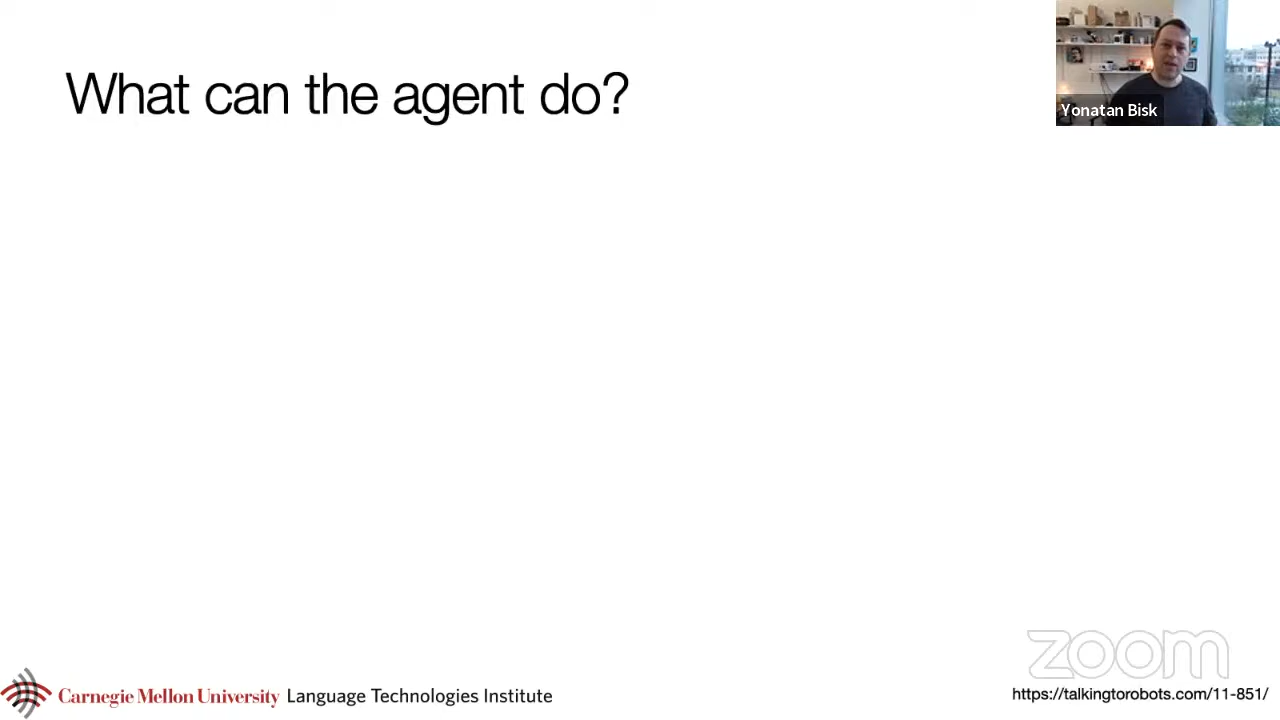 What can the agent do?
Yonatan Bisk
zoom
Carnegie Mellon University Language Technologies Institute
https://talkingtorobots.com/11-851/